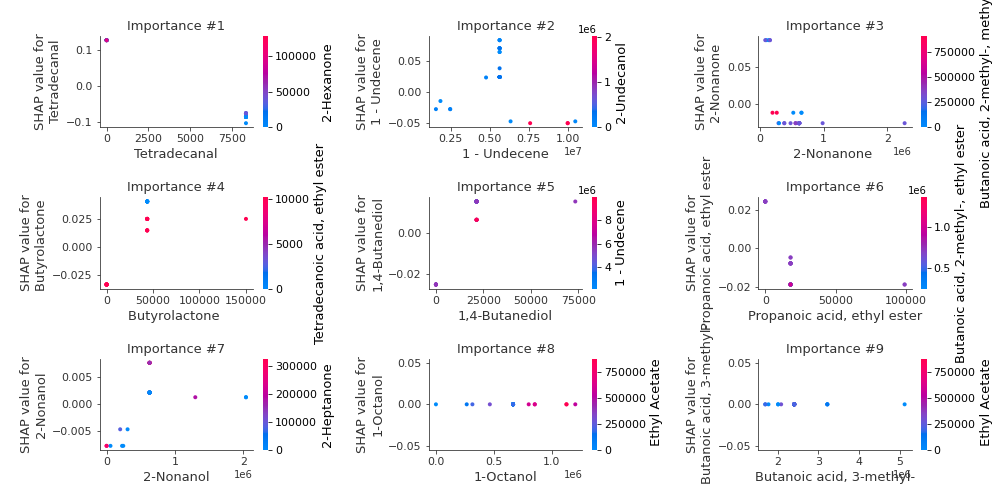 Importance #1
0.1
0.0
−0.1
0
2500
5000
7500
SHAP value for
Tetradecanal
Tetradecanal
100000
50000
0
2-Hexanone
Importance #2
0.05
0.00
−0.05
0.25
0.50
0.75
1.00
1e7
SHAP value for
1 - Undecene
1 - Undecene
1e6
2
1
0
2-Undecanol
Importance #3
0.05
0.00
0
1
2
1e6
SHAP value for
2-Nonanone
2-Nonanone
750000
500000
250000
0
Importance #4
0.025
0.000
−0.025
0
50000
100000
150000
SHAP value for
Butyrolactone
Butyrolactone
10000
5000
0
Tetradecanoic acid, ethyl ester
Importance #5
0.00
−0.02
0
25000
50000
75000
SHAP value for
1,4-Butanediol
1,4-Butanediol
1e6
8
6
4
1 - Undecene
Importance #6
0.02
0.00
−0.02
0
50000
100000
SHAP value for
Propanoic acid, ethyl ester
Propanoic acid, ethyl ester
1e6
1.0
0.5
Butanoic acid, 2-methyl-, ethyl ester
Butanoic acid, 2-methyl-,
Importance #7
0.005
0.000
−0.005
0
1
2
1e6
SHAP value for
2-Nonanol
2-Nonanol
300000
200000
100000
0
2-Heptanone
Importance #8
0.05
0.00
−0.05
0.0
0.5
1.0
1e6
SHAP value for
1-Octanol
1-Octanol
750000
500000
250000
0
Ethyl Acetate
Importance #9
0.05
0.00
−0.05
2
3
4
5
1e6
SHAP value for
Butanoic acid, 3-methyl-
Butanoic acid, 3-methyl-
750000
500000
250000
0
Ethyl Acetate